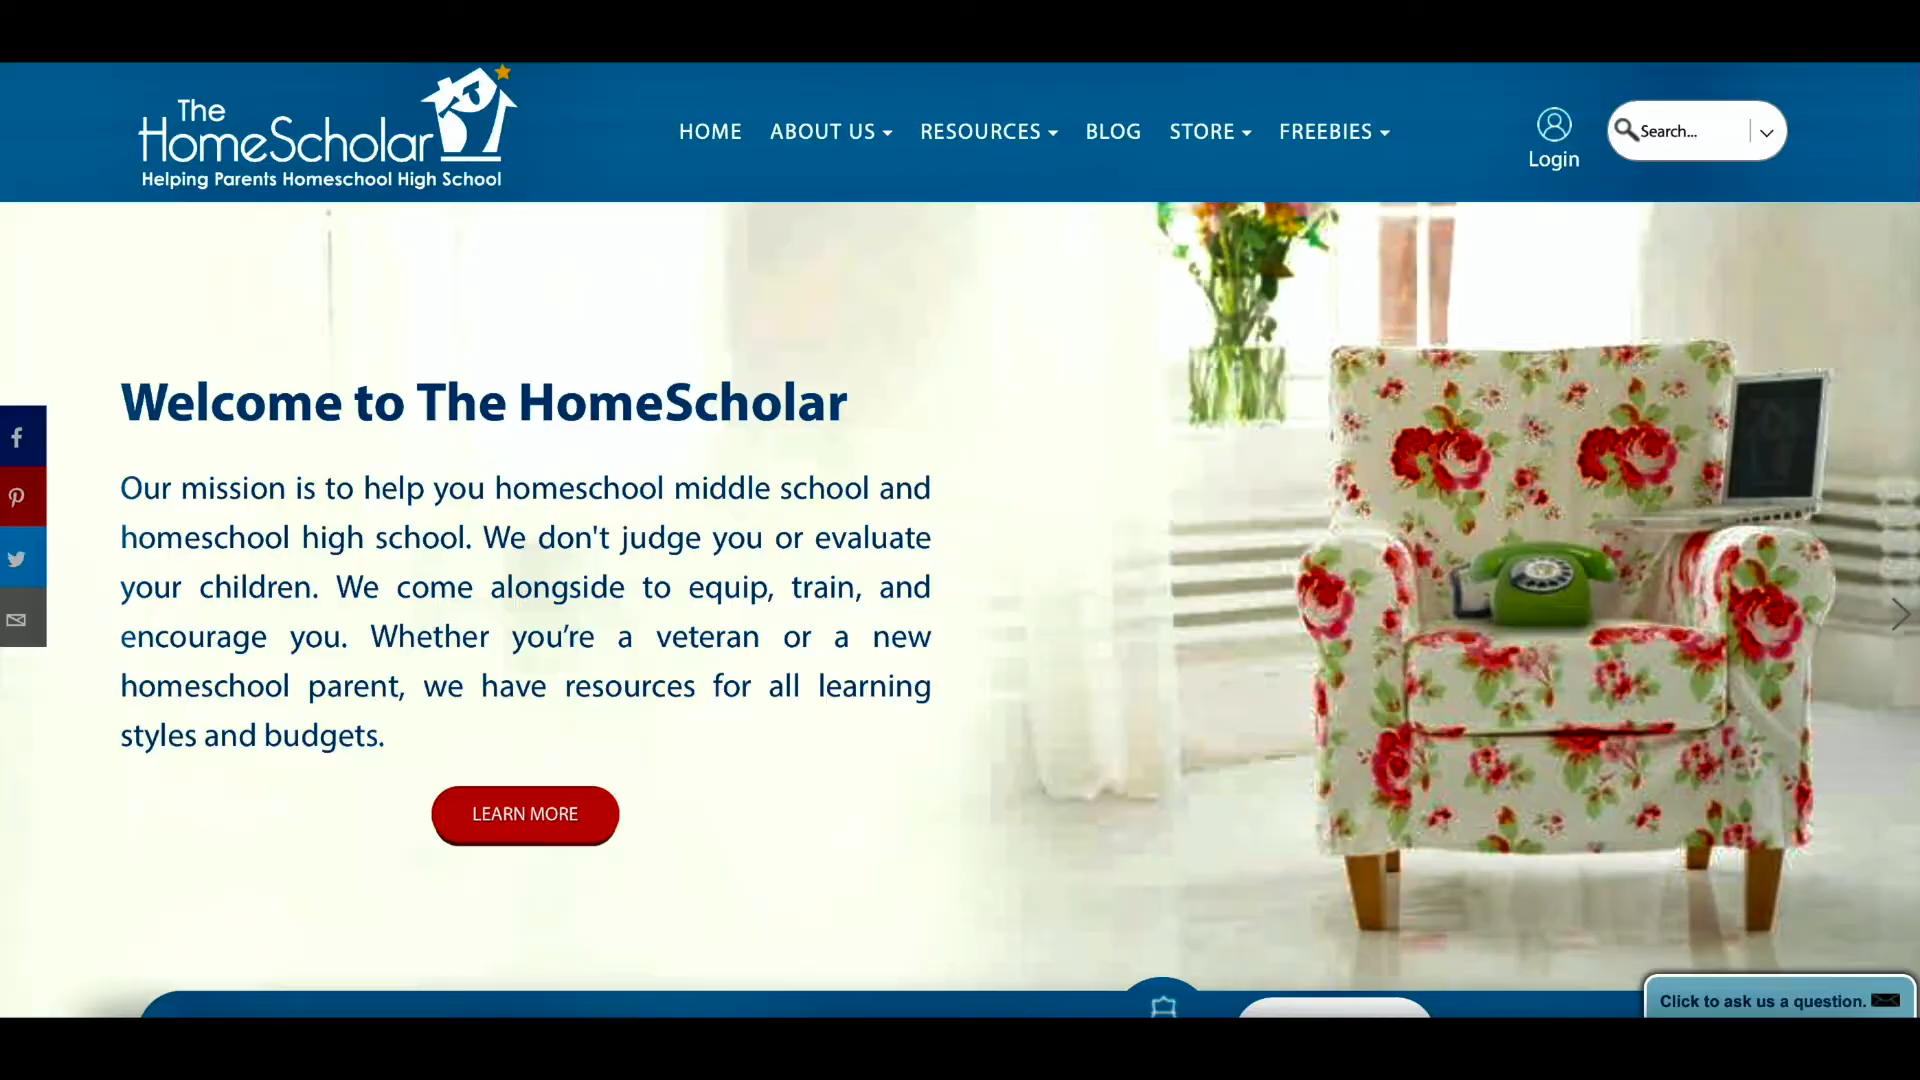 The
HomeScholar
Helping Parents Homeschool High School
HOME ABOUT US RESOURCES BLOG STORE FREEBIES
Login
Search...
Welcome to The HomeScholar
Our mission is to help you homeschool middle school and
homeschool high school. We don't judge you or evaluate
your children. We come alongside to equip, train, and
encourage you. Whether you’re a veteran or a new
homeschool parent, we have resources for all learning
styles and budgets.
LEARN MORE
Click to ask us a question.